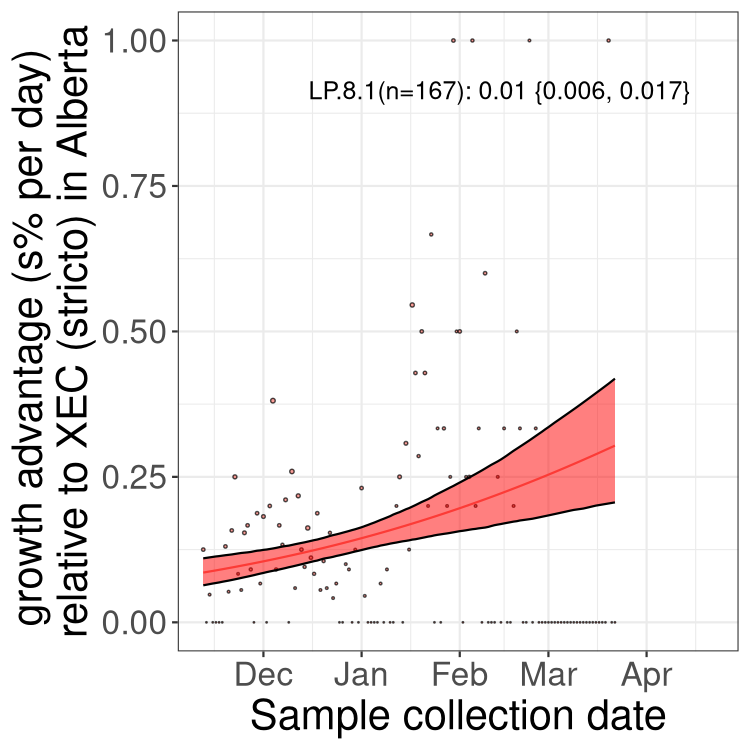 growth advantage (s% per day)
relative to XEC (stricto) in Alberta
1.00
0.75
0.50
0.25
0.00
LP.8.1(n=167): 0.01 {0.006, 0.017}
Dec Jan Feb Mar Apr
Sample collection date